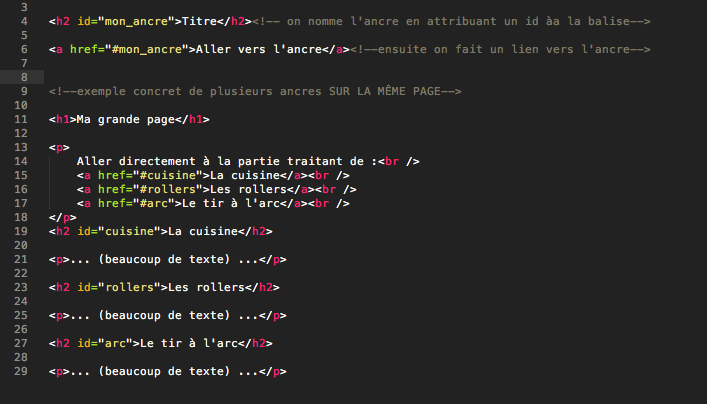 3
4 <h2 id="mon_ancre">Titre</h2><!-- on nomme l'ancre en attribuant un id àa la balise-->
5
6 <a href="#mon_ancre">Aller vers l'ancre</a><!--ensuite on fait un lien vers l'ancre-->
7
8
9 <!--exemple concret de plusieurs ancres SUR LA MÊME PAGE-->
10
11 <h1>Ma grande page</h1>
12
13 <p>
14     Aller directement à la partie traitant de :<br />
15     <a href="#cuisine">La cuisine</a><br />
16     <a href="#rollers">Les rollers</a><br />
17     <a href="#arc">Le tir à l'arc</a><br />
18 </p>
19 <h2 id="cuisine">La cuisine</h2>
20
21 <p>... (beaucoup de texte) ...</p>
22
23 <h2 id="rollers">Les rollers</h2>
24
25 <p>... (beaucoup de texte) ...</p>
26
27 <h2 id="arc">Le tir à l'arc</h2>
28
29 <p>... (beaucoup de texte) ...</p>